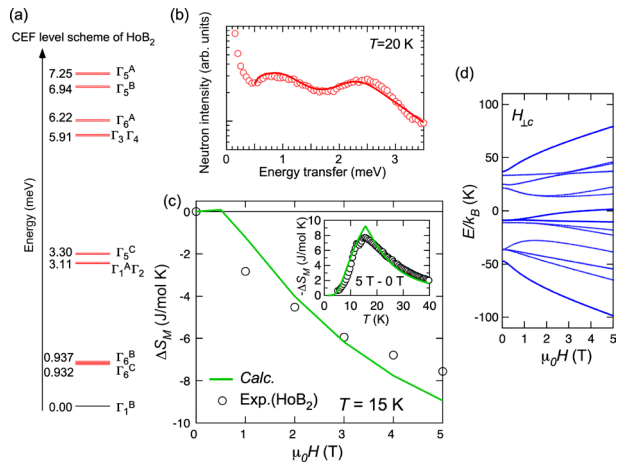 (a)
CEF level scheme of HoB2
Energy (meV)
7.25 Γ5A
6.94 Γ5B
6.22 Γ6A
5.91 Γ3 Γ4
3.30 Γ5C
3.11 Γ1AΓ2
0.937 Γ6B
0.932 Γ6C
0.00 Γ1B
(b)
Neutron intensity (arb. units)
T=20 K
0 1 2 3
Energy transfer (meV)
(c)
ΔSM (J/mol K)
0
-2
-4
-6
-8
-10
0 1 2 3 4 5
μ0H (T)
Calc.
Exp.(HoB2)
T = 15 K
-ΔSM (J/mol K)
10
8
6
4
2
0
5 T - 0 T
0 10 20 30 40
T (K)
(d)
H⊥c
E/kB (K)
100
50
0
-50
-100
0 1 2 3 4 5
μ0H (T)